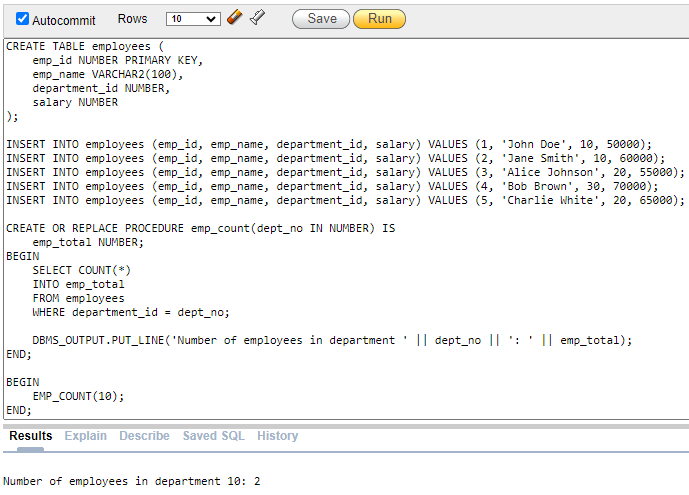 Autocommit Rows 10 Save Run
CREATE TABLE employees (
    emp_id NUMBER PRIMARY KEY,
    emp_name VARCHAR2(100),
    department_id NUMBER,
    salary NUMBER
);

INSERT INTO employees (emp_id, emp_name, department_id, salary) VALUES (1, 'John Doe', 10, 50000);
INSERT INTO employees (emp_id, emp_name, department_id, salary) VALUES (2, 'Jane Smith', 10, 60000);
INSERT INTO employees (emp_id, emp_name, department_id, salary) VALUES (3, 'Alice Johnson', 20, 55000);
INSERT INTO employees (emp_id, emp_name, department_id, salary) VALUES (4, 'Bob Brown', 30, 70000);
INSERT INTO employees (emp_id, emp_name, department_id, salary) VALUES (5, 'Charlie White', 20, 65000);

CREATE OR REPLACE PROCEDURE emp_count(dept_no IN NUMBER) IS
    emp_total NUMBER;
BEGIN
    SELECT COUNT(*)
    INTO emp_total
    FROM employees
    WHERE department_id = dept_no;

    DBMS_OUTPUT.PUT_LINE('Number of employees in department ' || dept_no || ': ' || emp_total);
END;

BEGIN
    EMP_COUNT(10);
END;
Results Explain Describe Saved SQL History
Number of employees in department 10: 2